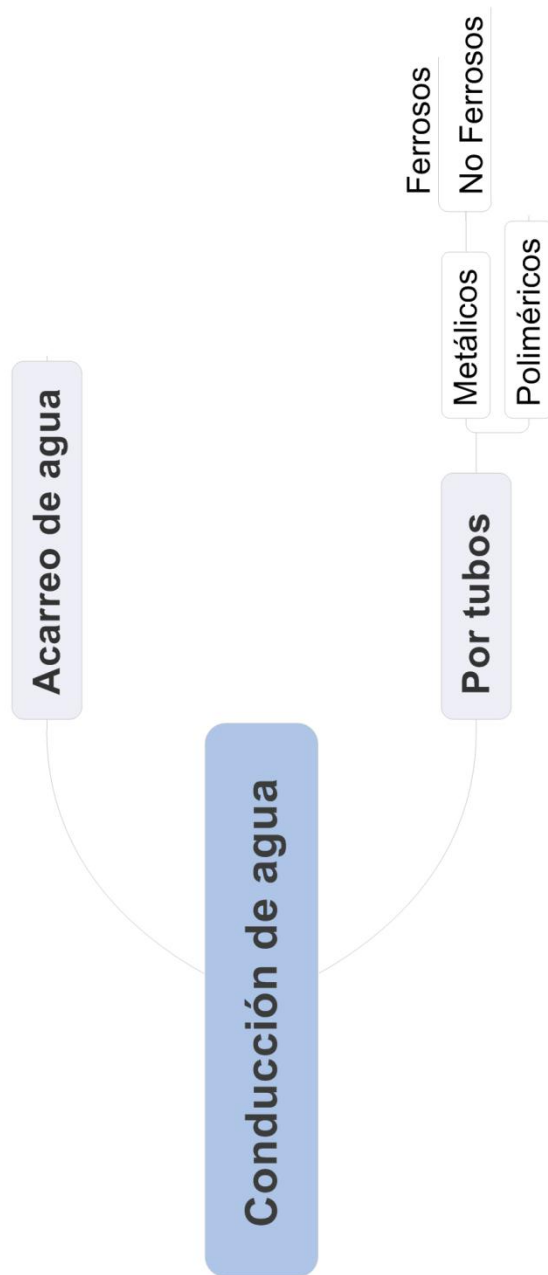 Conducción de agua
Acarreo de agua
Por tubos
Metálicos
Ferrosos
No Ferrosos
Poliméricos